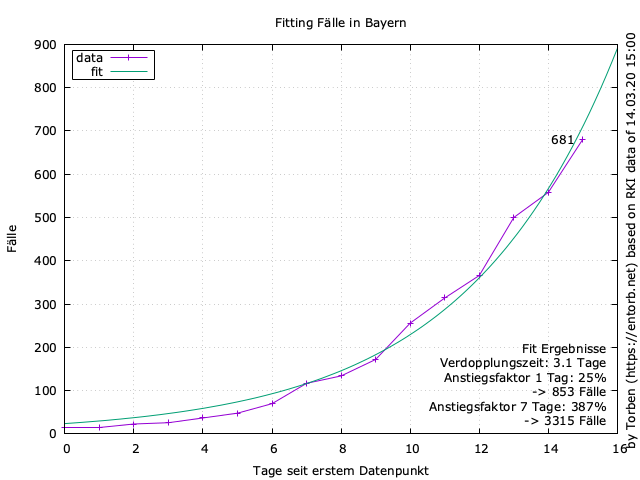 Fitting Fälle in Bayern
900
800
700
600
500
400
300
200
100
0
Fälle
data
fit
681
Fit Ergebnisse
Verdopplungszeit: 3.1 Tage
Anstiegsfaktor 1 Tag: 25%
-> 853 Fälle
Anstiegsfaktor 7 Tage: 387%
-> 3315 Fälle
0 2 4 6 8 10 12 14 16
Tage seit erstem Datenpunkt
by Torben (https://entorb.net) based on RKI data of 14.03.20 15:00